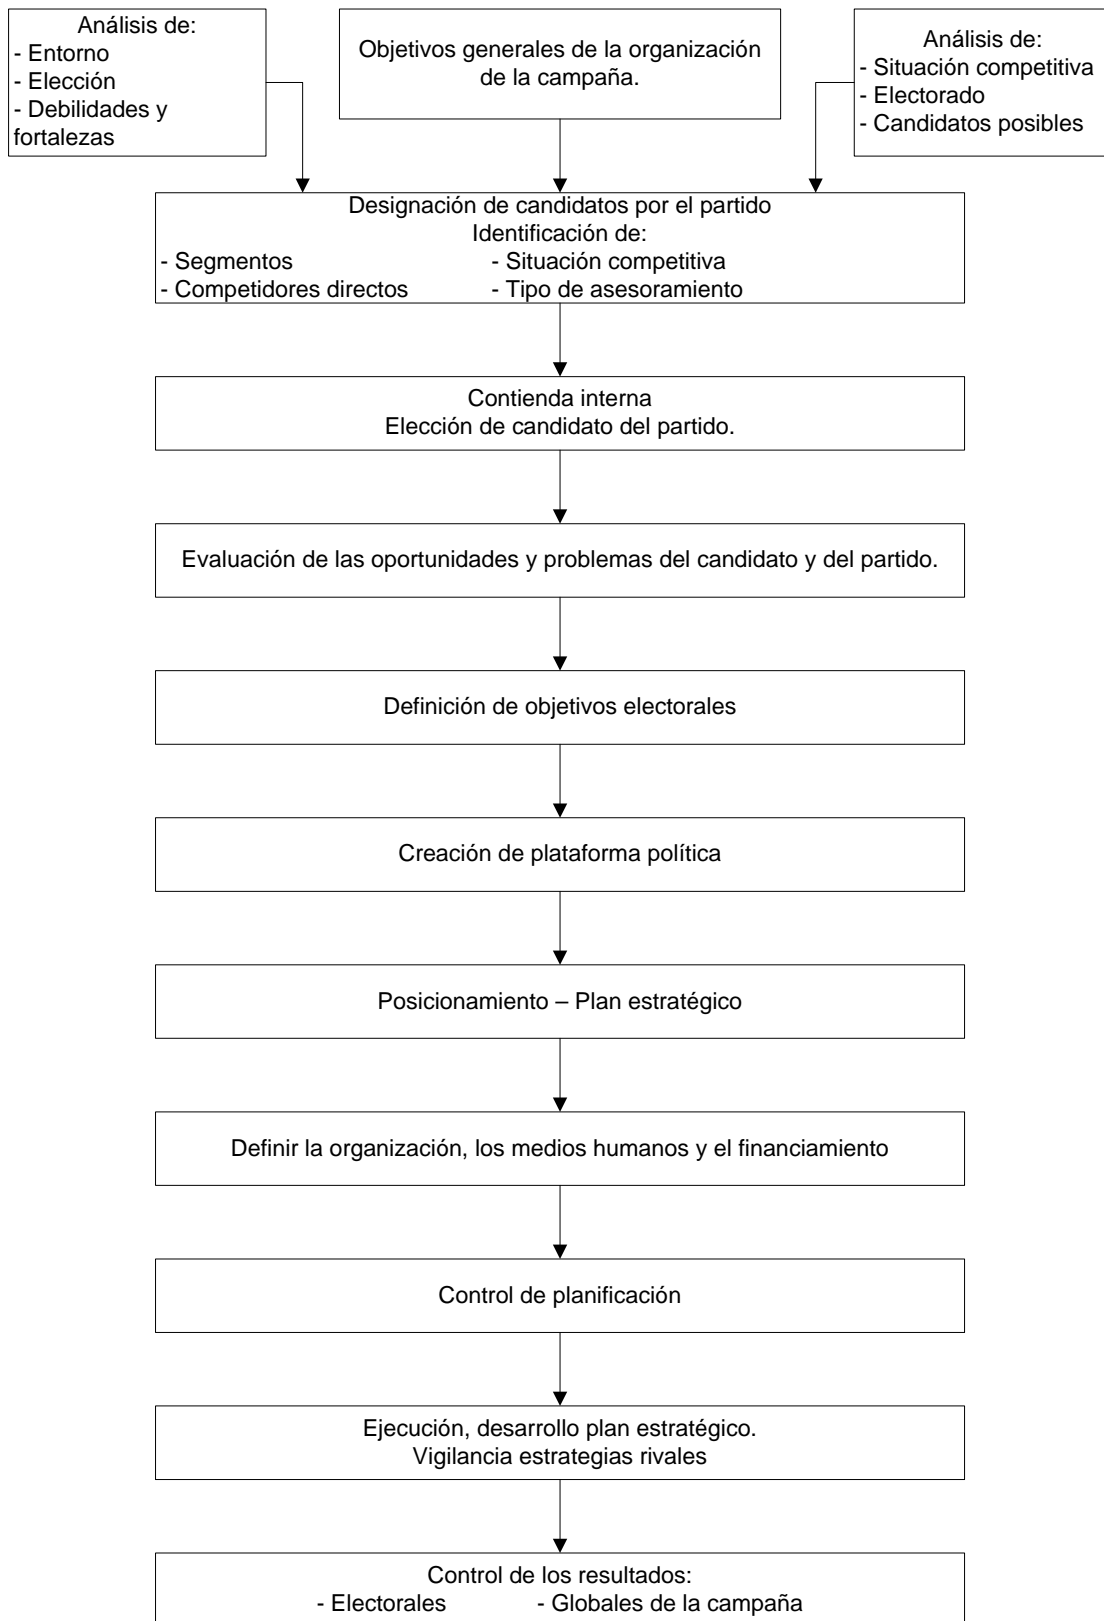 Análisis de:
- Entorno
- Elección
- Debilidades y
fortalezas
Objetivos generales de la organización
de la campaña.
Análisis de:
- Situación competitiva
- Electorado
- Candidatos posibles
Designación de candidatos por el partido
Identificación de:
- Segmentos - Situación competitiva
- Competidores directos - Tipo de asesoramiento
Contienda interna
Elección de candidato del partido.
Evaluación de las oportunidades y problemas del candidato y del partido.
Definición de objetivos electorales
Creación de plataforma política
Posicionamiento – Plan estratégico
Definir la organización, los medios humanos y el financiamiento
Control de planificación
Ejecución, desarrollo plan estratégico.
Vigilancia estrategias rivales
Control de los resultados:
- Electorales - Globales de la campaña